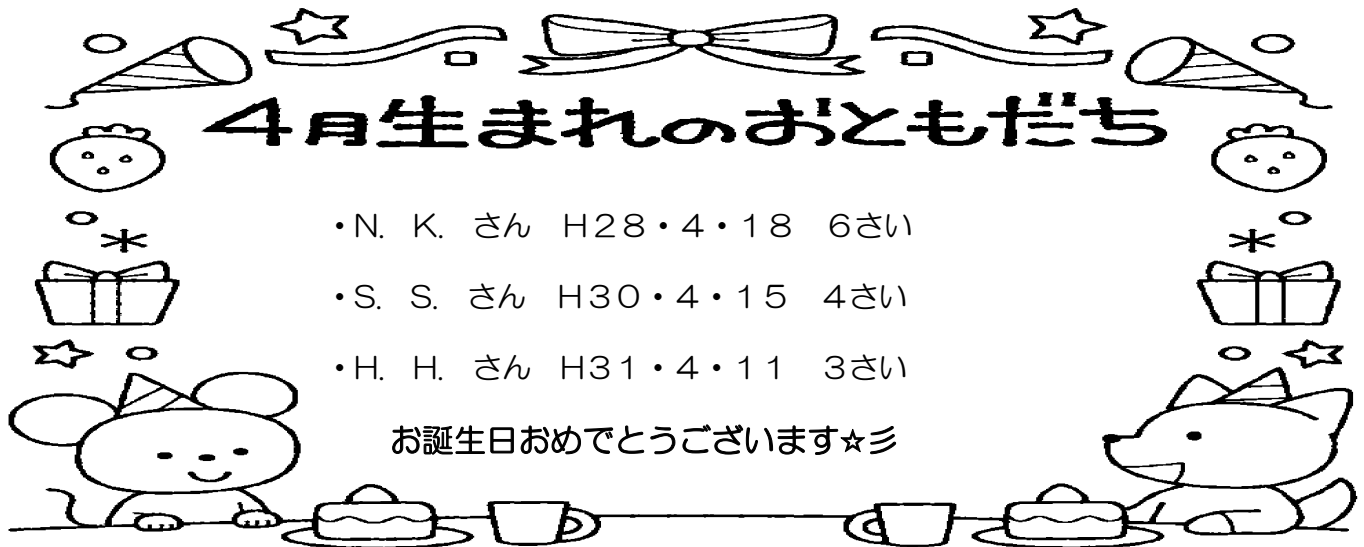 4月生まれのおともだち
・N. K. さん　H28・4・18　6さい
・S. S. さん　H30・4・15　4さい
・H. H. さん　H31・4・11　3さい
お誕生日おめでとうございます☆彡